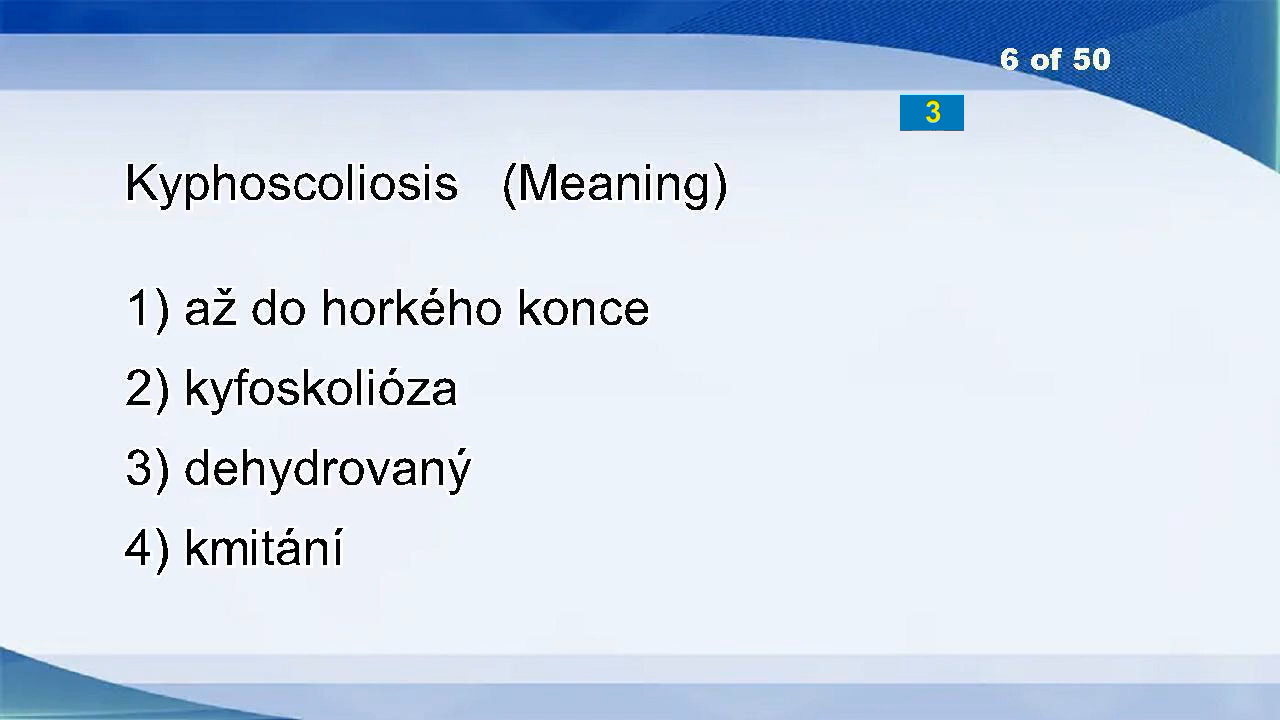 6 of 50
3
Kyphoscoliosis (Meaning)
1) až do horkého konce
2) kyfoskolióza
3) dehydrovaný
4) kmitání